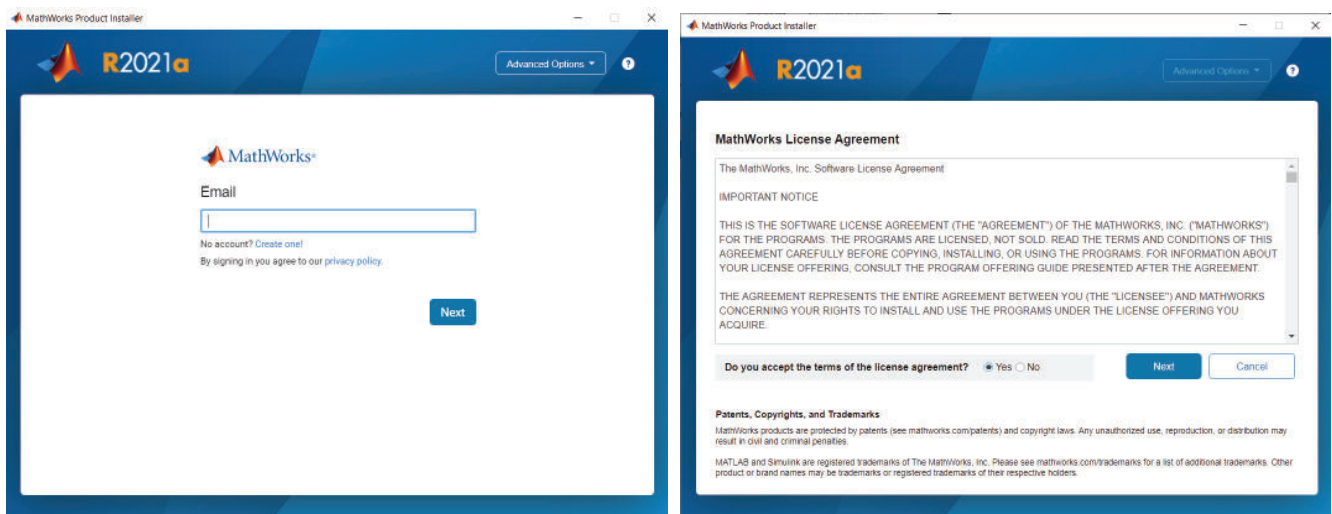 MathWorks Product Installer
R2021a
Advanced Options
?
MathWorks®
Email
No account? Create one!
By signing in you agree to our privacy policy.
Next
MathWorks Product Installer
R2021a
Advanced Options
?
MathWorks License Agreement
The MathWorks, Inc. Software License Agreement
IMPORTANT NOTICE
THIS IS THE SOFTWARE LICENSE AGREEMENT (THE "AGREEMENT") OF THE MATHWORKS, INC. ("MATHWORKS")
FOR THE PROGRAMS. THE PROGRAMS ARE LICENSED, NOT SOLD. READ THE TERMS AND CONDITIONS OF THIS
AGREEMENT CAREFULLY BEFORE COPYING, INSTALLING, OR USING THE PROGRAMS. FOR INFORMATION ABOUT
YOUR LICENSE OFFERING, CONSULT THE PROGRAM OFFERING GUIDE PRESENTED AFTER THE AGREEMENT.
THE AGREEMENT REPRESENTS THE ENTIRE AGREEMENT BETWEEN YOU (THE "LICENSEE") AND MATHWORKS
CONCERNING YOUR RIGHTS TO INSTALL AND USE THE PROGRAMS UNDER THE LICENSE OFFERING YOU
ACQUIRE.
Do you accept the terms of the license agreement? Yes No
Next Cancel
Patents, Copyrights, and Trademarks
MathWorks products are protected by patents (see mathworks.com/patents) and copyright laws. Any unauthorized use, reproduction, or distribution may
result in civil and criminal penalties.
MATLAB and Simulink are registered trademarks of The MathWorks, Inc. Please see mathworks.com/trademarks for a list of additional trademarks. Other
product or brand names may be trademarks or registered trademarks of their respective holders.